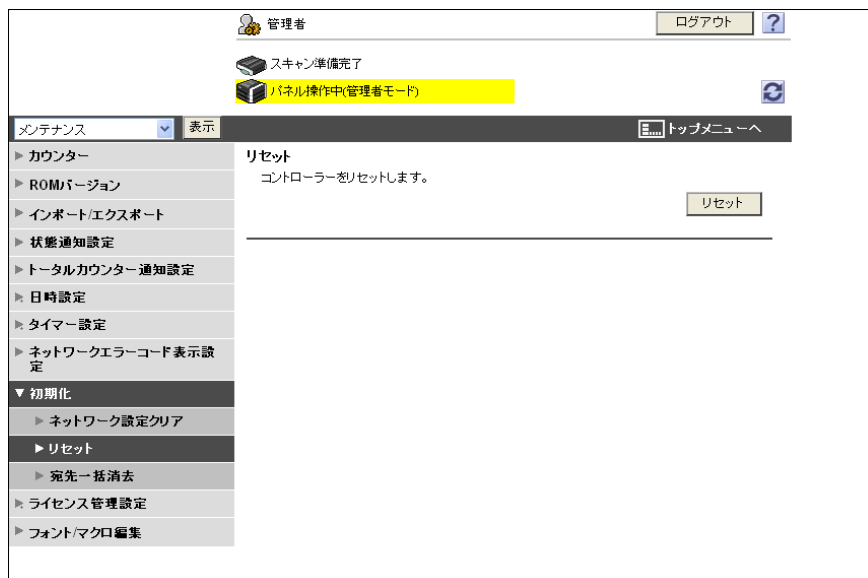 管理者
ログアウト
?
スキャン準備完了
パネル操作中(管理者モード)
メンテナンス
表示
トップメニューへ
カウンター
ROMバージョン
インポート/エクスポート
状態通知設定
トータルカウンター通知設定
日時設定
タイマー設定
ネットワークエラーコード表示設
定
初期化
ネットワーク設定クリア
リセット
宛先一括消去
ライセンス管理設定
フォント/マクロ編集
リセット
コントローラーをリセットします。
リセット